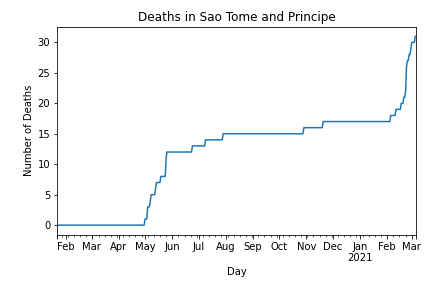 Deaths in Sao Tome and Principe
30
25
20
15
10
5
0
Number of Deaths
Feb Mar Apr May Jun Jul Aug Sep Oct Nov Dec Jan Feb Mar
2021
Day